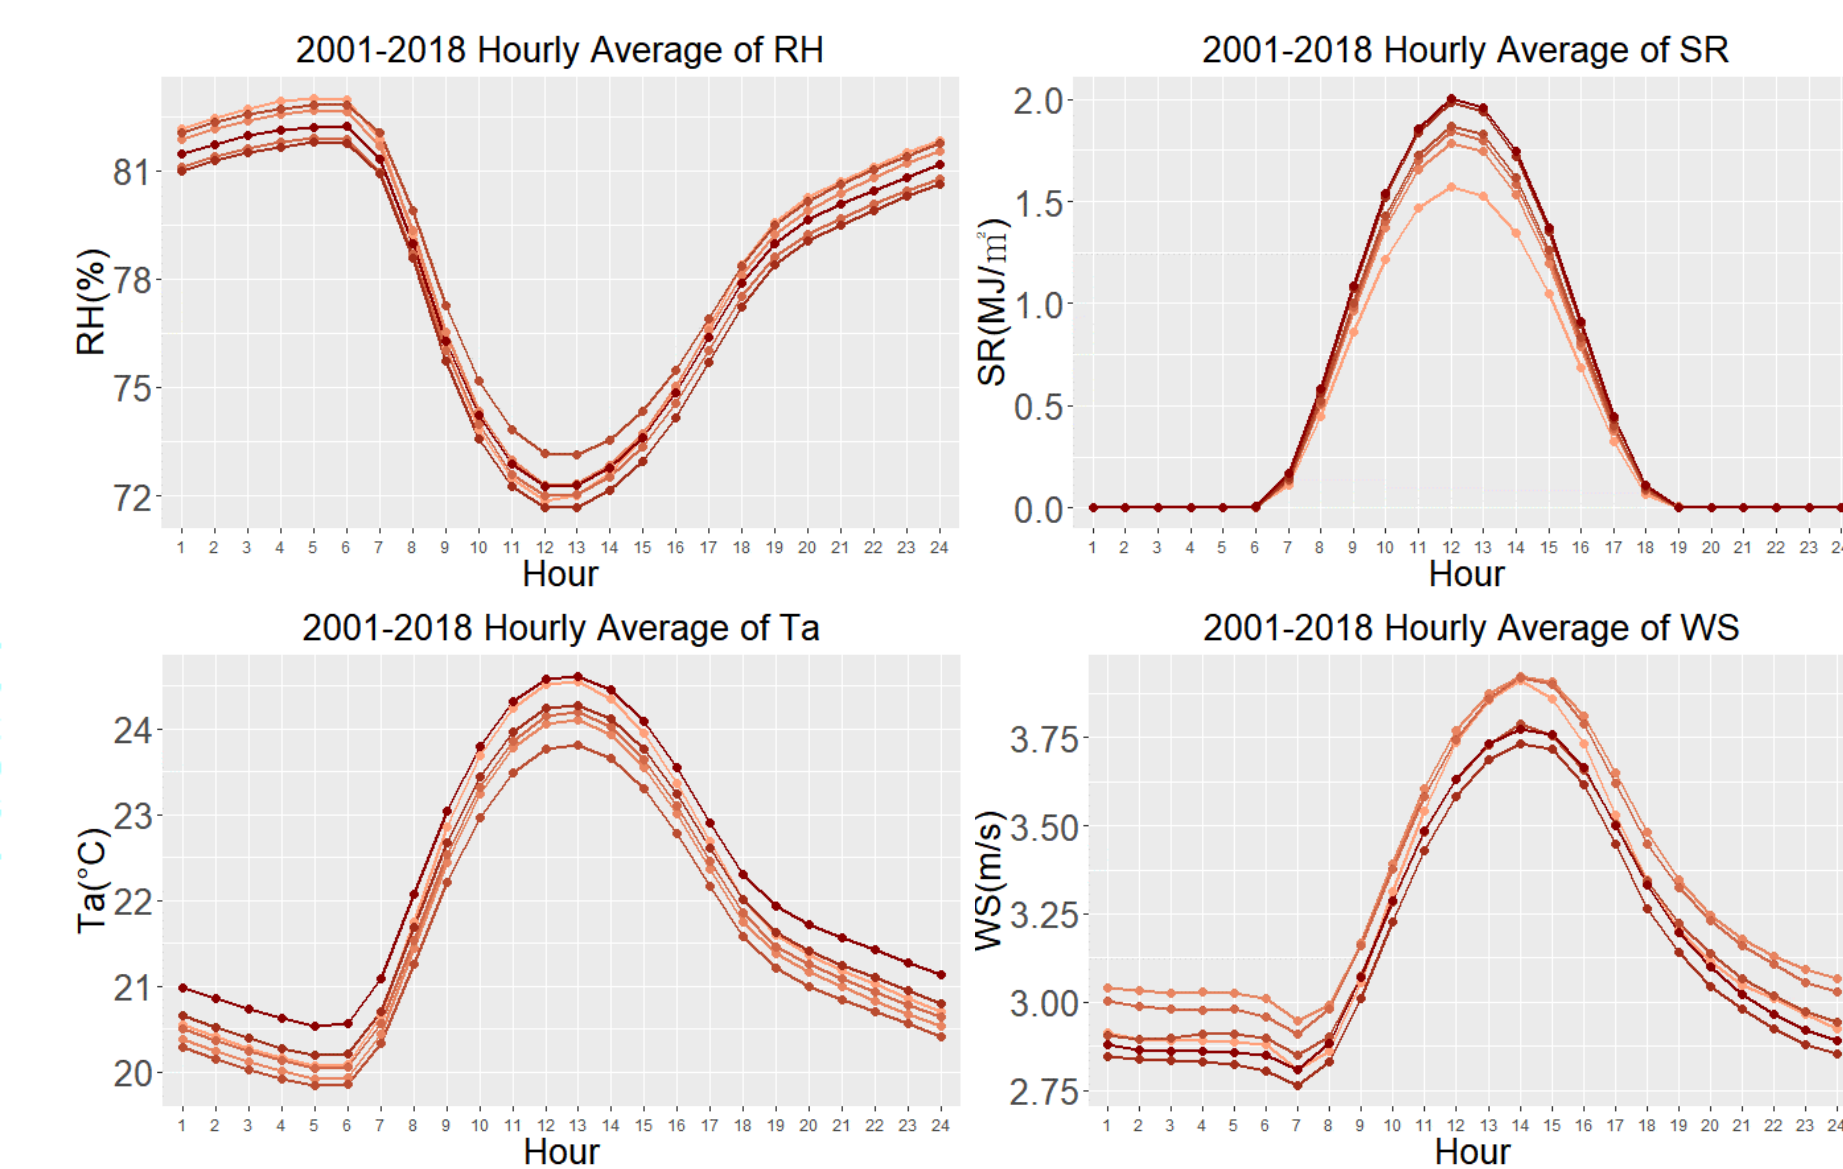 2001-2018 Hourly Average of RH
RH(%)
81
78
75
72
1 2 3 4 5 6 7 8 9 10 11 12 13 14 15 16 17 18 19 20 21 22 23 24
Hour
2001-2018 Hourly Average of SR
SR(MJ/m²)
2.0
1.5
1.0
0.5
0.0
1 2 3 4 5 6 7 8 9 10 11 12 13 14 15 16 17 18 19 20 21 22 23 24
Hour
2001-2018 Hourly Average of Ta
Ta(°C)
24
23
22
21
20
1 2 3 4 5 6 7 8 9 10 11 12 13 14 15 16 17 18 19 20 21 22 23 24
Hour
2001-2018 Hourly Average of WS
WS(m/s)
3.75
3.50
3.25
3.00
2.75
1 2 3 4 5 6 7 8 9 10 11 12 13 14 15 16 17 18 19 20 21 22 23 24
Hour